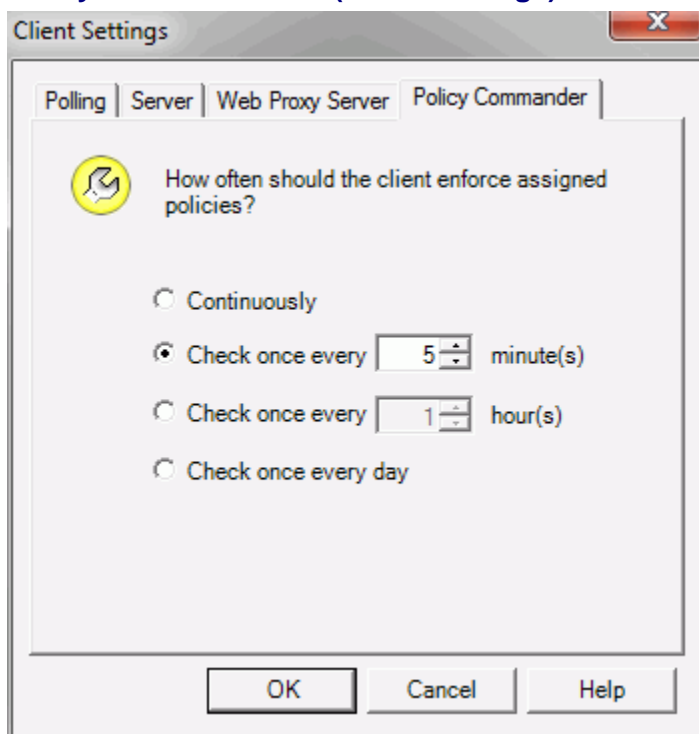 Client Settings
Polling Server Web Proxy Server Policy Commander
How often should the client enforce assigned
policies?
Continuously
Check once every 5 minute(s)
Check once every 1 hour(s)
Check once every day
OK Cancel Help